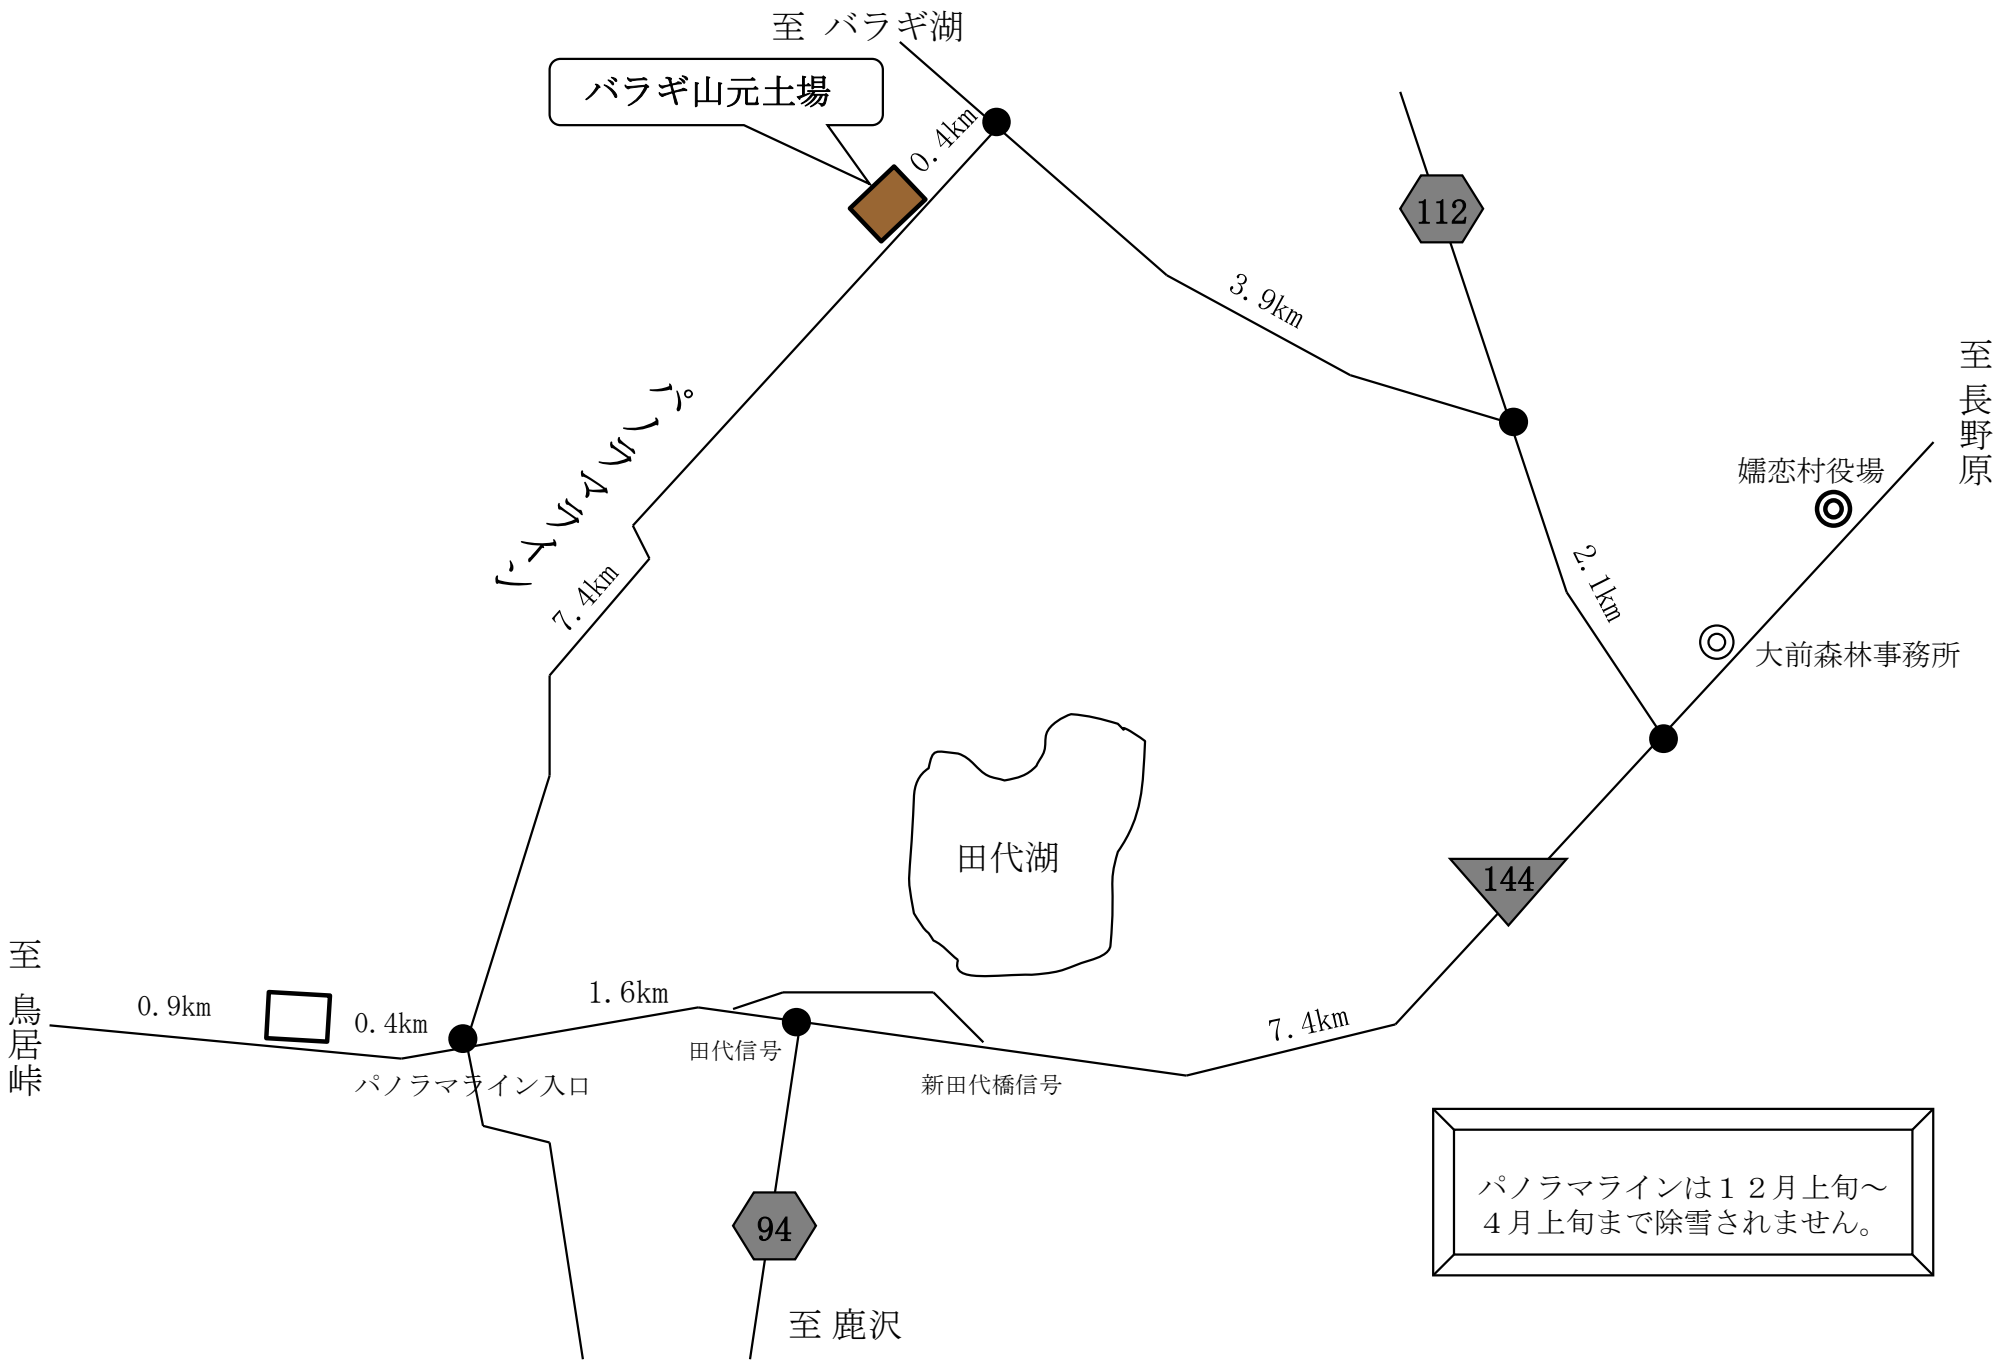 至 バラギ湖
バラギ山元土場
0.4km
112
3.9km
至 長野原
パノラマライン
嬬恋村役場
2.1km
7.4km
大前森林事務所
田代湖
144
至 鳥居峠
0.9km
0.4km
1.6km
7.4km
田代信号
パノラマライン入口
新田代橋信号
パノラマラインは１２月上旬～
４月上旬まで除雪されません。
94
至 鹿沢